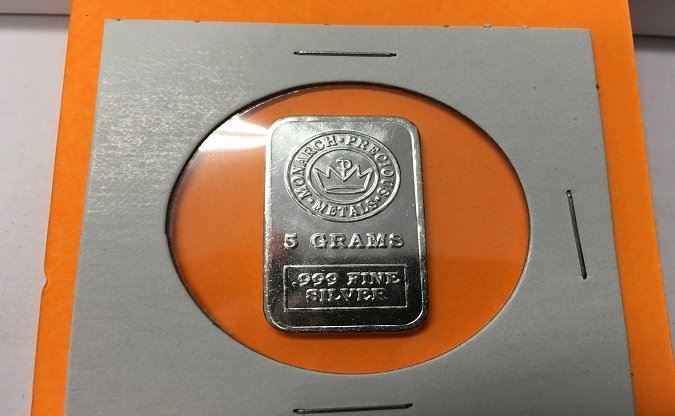 MONARCH · PRECIOUS
· METALS ·
5 GRAMS
.999 FINE
SILVER